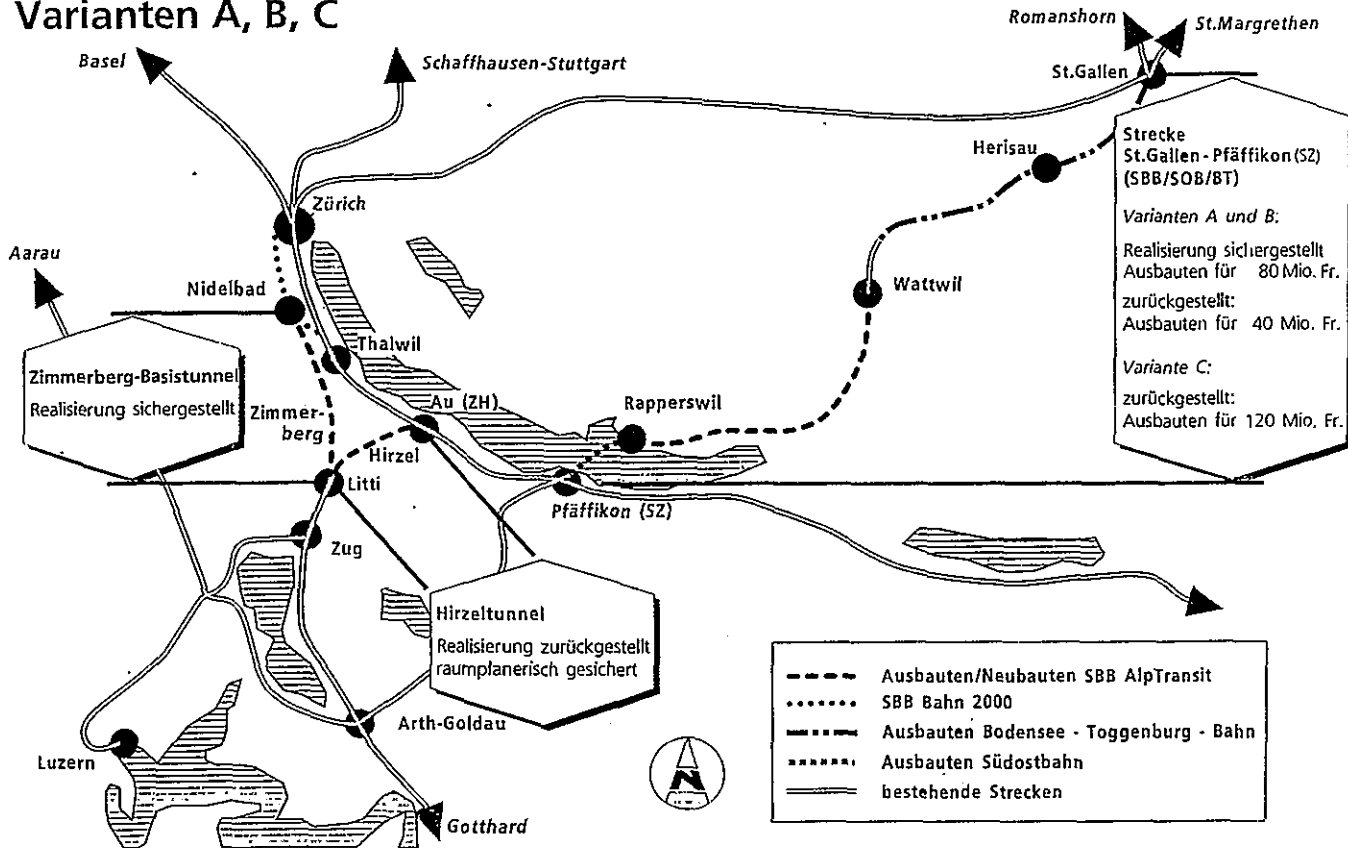 Varianten A, B, C
Romanshorn
St.Margrethen
Basel
Schaffhausen-Stuttgart
St.Gallen
Strecke
St.Gallen - Pfäffikon (SZ)
(SBB/SOB/BT)
Varianten A und B:
Realisierung sichergestellt
Ausbauten für 80 Mio. Fr.
zurückgestellt:
Ausbauten für 40 Mio. Fr.
Variante C:
zurückgestellt:
Ausbauten für 120 Mio. Fr.
Herisau
Zürich
Aarau
Nidelbad
Wattwil
Thalwil
Zimmerberg-Basistunnel
Realisierung sichergestellt
Zimmer-
berg
Au (ZH)
Rapperswil
Hirzel
Litti
Pfäffikon (SZ)
Zug
Hirzeltunnel
Realisierung zurückgestellt
raumplanerisch gesichert
Arth-Goldau
Luzern
Gotthard
N
Ausbauten/Neubauten SBB AlpTransit
SBB Bahn 2000
Ausbauten Bodensee - Toggenburg - Bahn
Ausbauten Südostbahn
bestehende Strecken